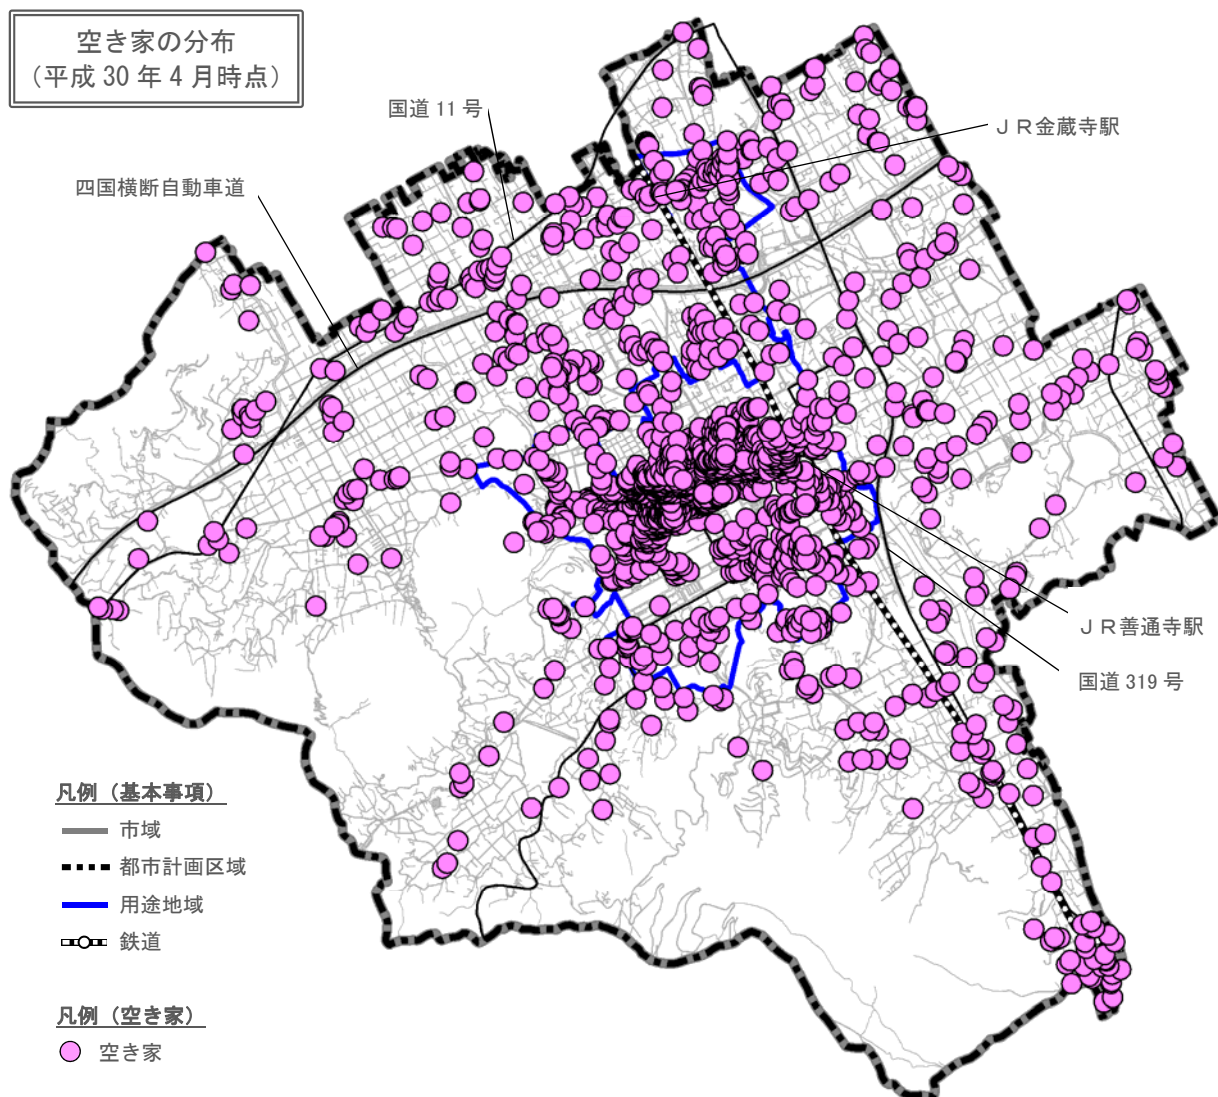 空き家の分布
（平成 30 年 4 月時点）
国道 11 号
ＪＲ金蔵寺駅
四国横断自動車道
ＪＲ善通寺駅
国道 319 号
凡例（基本事項）
市域
都市計画区域
用途地域
鉄道
凡例（空き家）
空き家